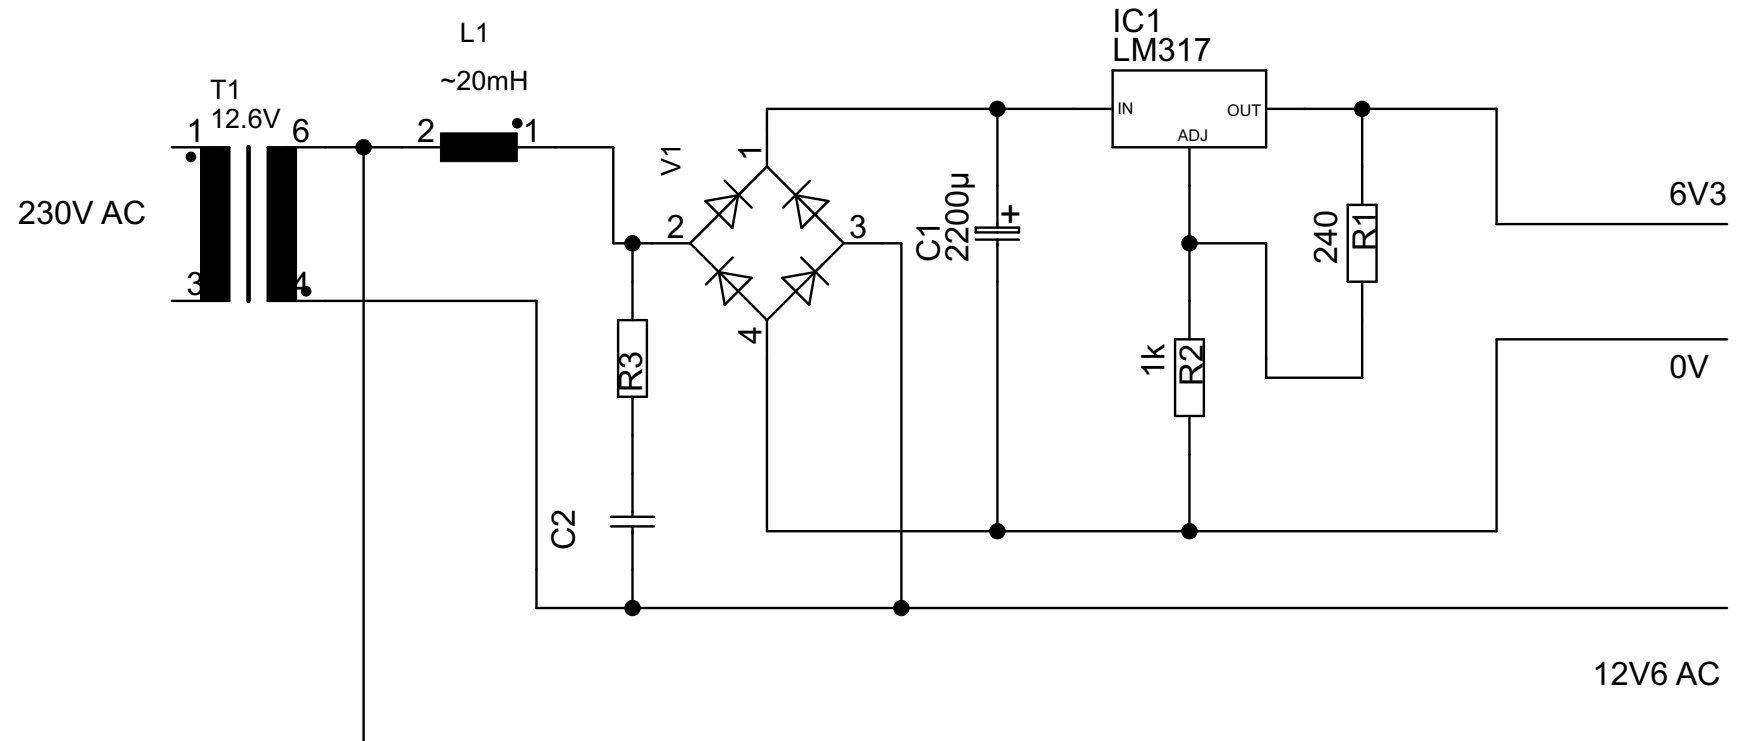 L1
~20mH
T1
12.6V
1
6
2
1
3
4
230V AC
V1
1
2
3
4
R3
C2
C1
2200µ
+
IC1
LM317
IN
OUT
ADJ
240
R1
1k
R2
6V3
0V
12V6 AC